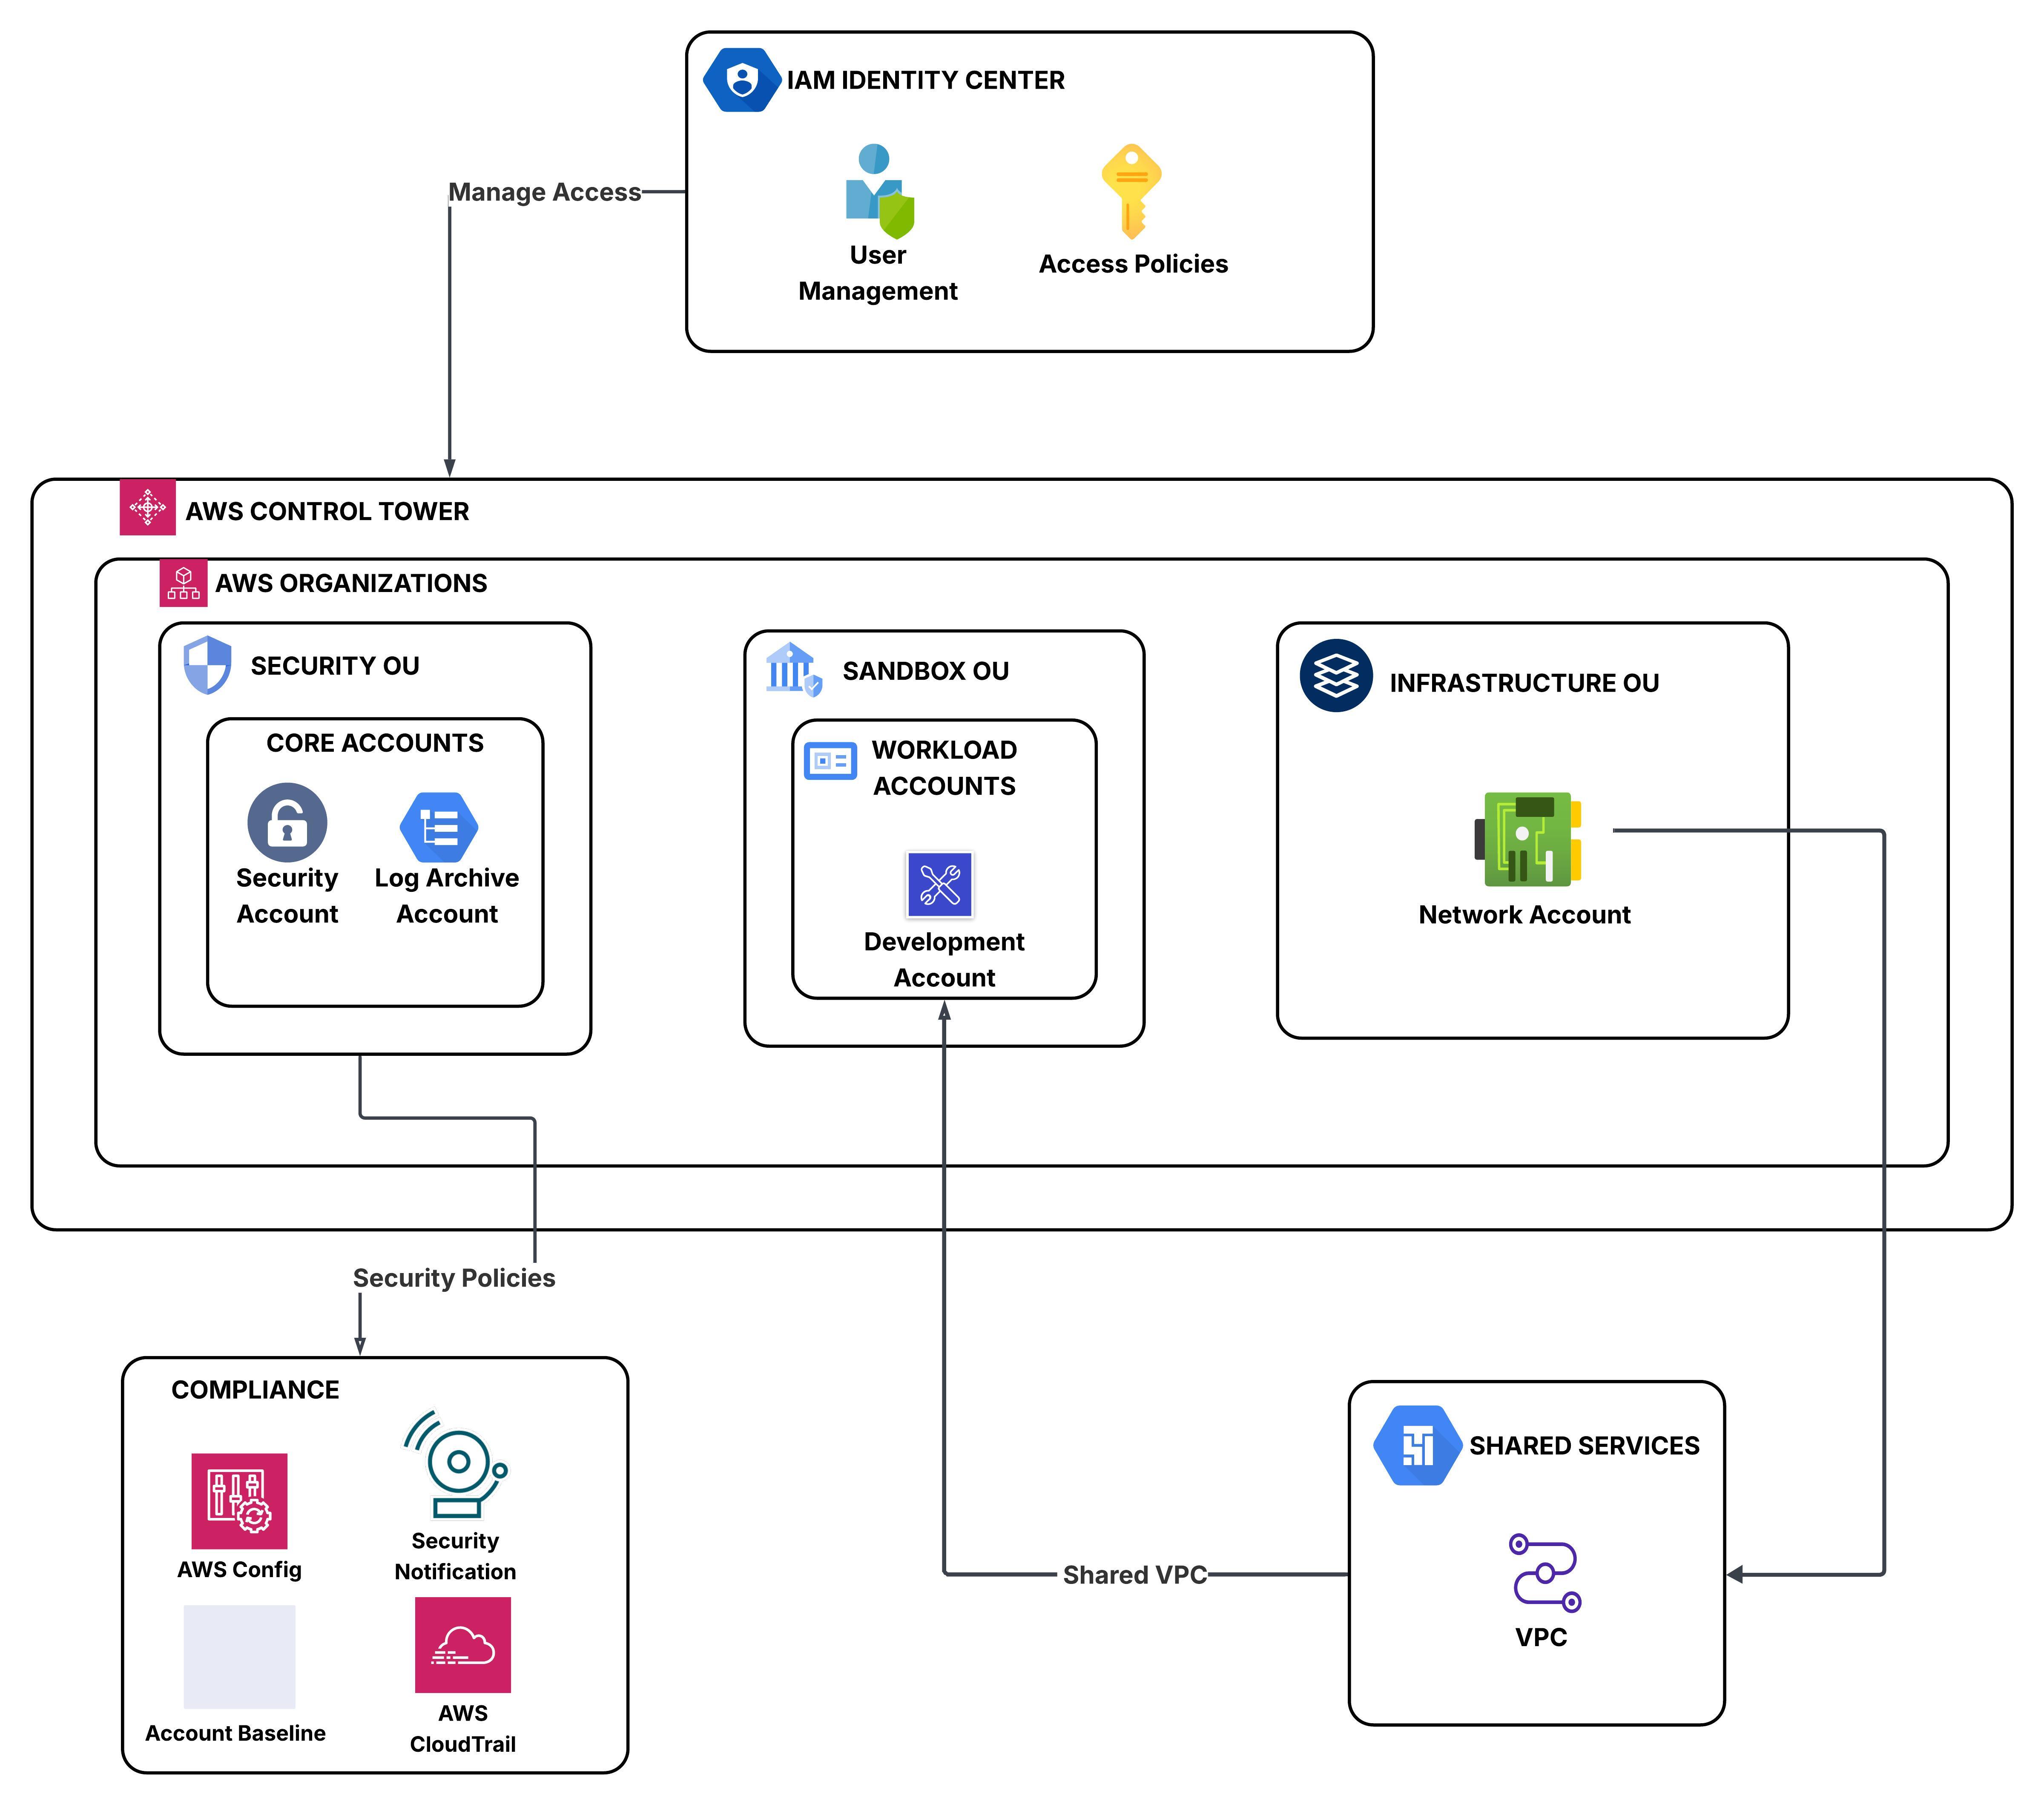 IAM IDENTITY CENTER
User
Management
Access Policies
Manage Access
AWS CONTROL TOWER
AWS ORGANIZATIONS
SECURITY OU
CORE ACCOUNTS
Security
Account
Log Archive
Account
SANDBOX OU
WORKLOAD
ACCOUNTS
Development
Account
INFRASTRUCTURE OU
Network Account
Security Policies
COMPLIANCE
AWS Config
Security
Notification
Account Baseline
AWS
CloudTrail
Shared VPC
SHARED SERVICES
VPC